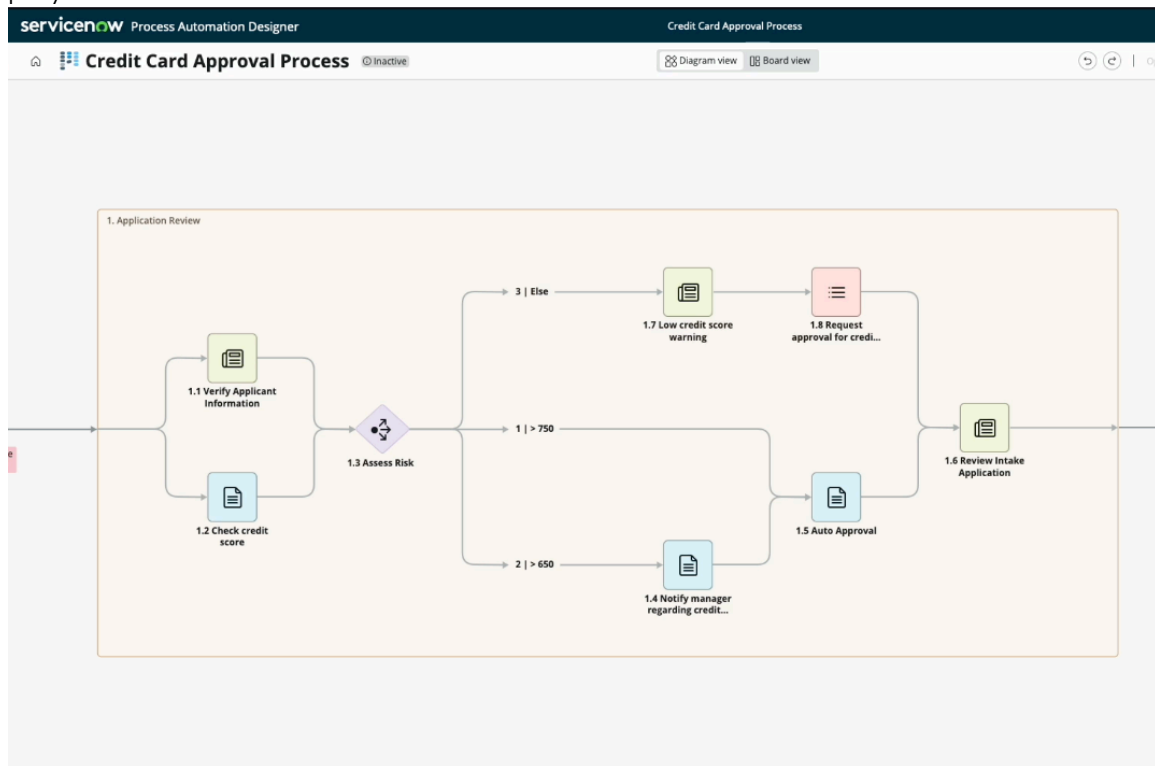 servicenow Process Automation Designer
Credit Card Approval Process
Credit Card Approval Process
Inactive
Diagram view
Board view
1. Application Review
3 | Else
1.7 Low credit score
warning
1.8 Request
approval for credi...
1.1 Verify Applicant
Information
1 | > 750
1.3 Assess Risk
1.6 Review Intake
Application
1.2 Check credit
score
1.5 Auto Approval
2 | > 650
1.4 Notify manager
regarding credit...